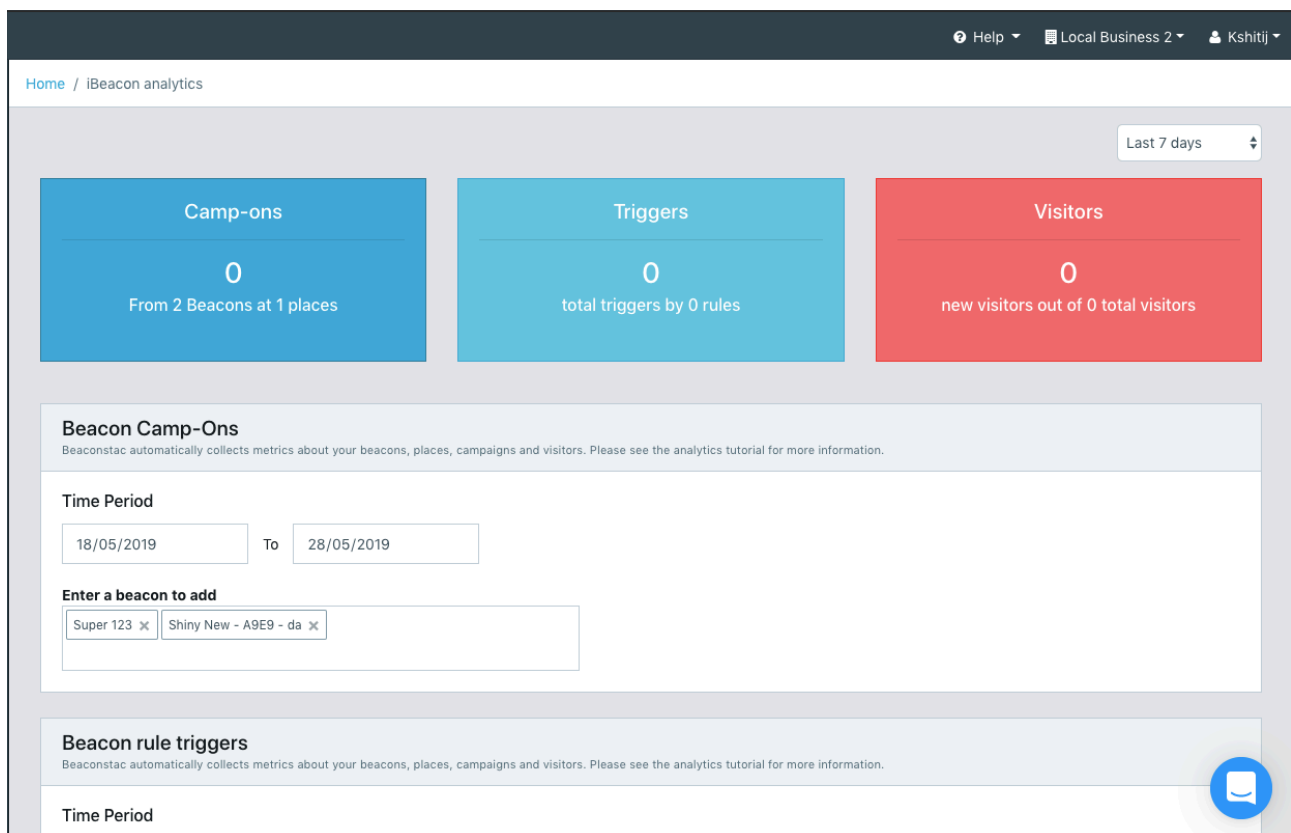 Help Local Business 2 Kshitij
Home / iBeacon analytics
Last 7 days
Camp-ons
0
From 2 Beacons at 1 places
Triggers
0
total triggers by 0 rules
Visitors
0
new visitors out of 0 total visitors
Beacon Camp-Ons
Beaconstac automatically collects metrics about your beacons, places, campaigns and visitors. Please see the analytics tutorial for more information.
Time Period
18/05/2019 To 28/05/2019
Enter a beacon to add
Super 123 × Shiny New - A9E9 - da ×
Beacon rule triggers
Beaconstac automatically collects metrics about your beacons, places, campaigns and visitors. Please see the analytics tutorial for more information.
Time Period